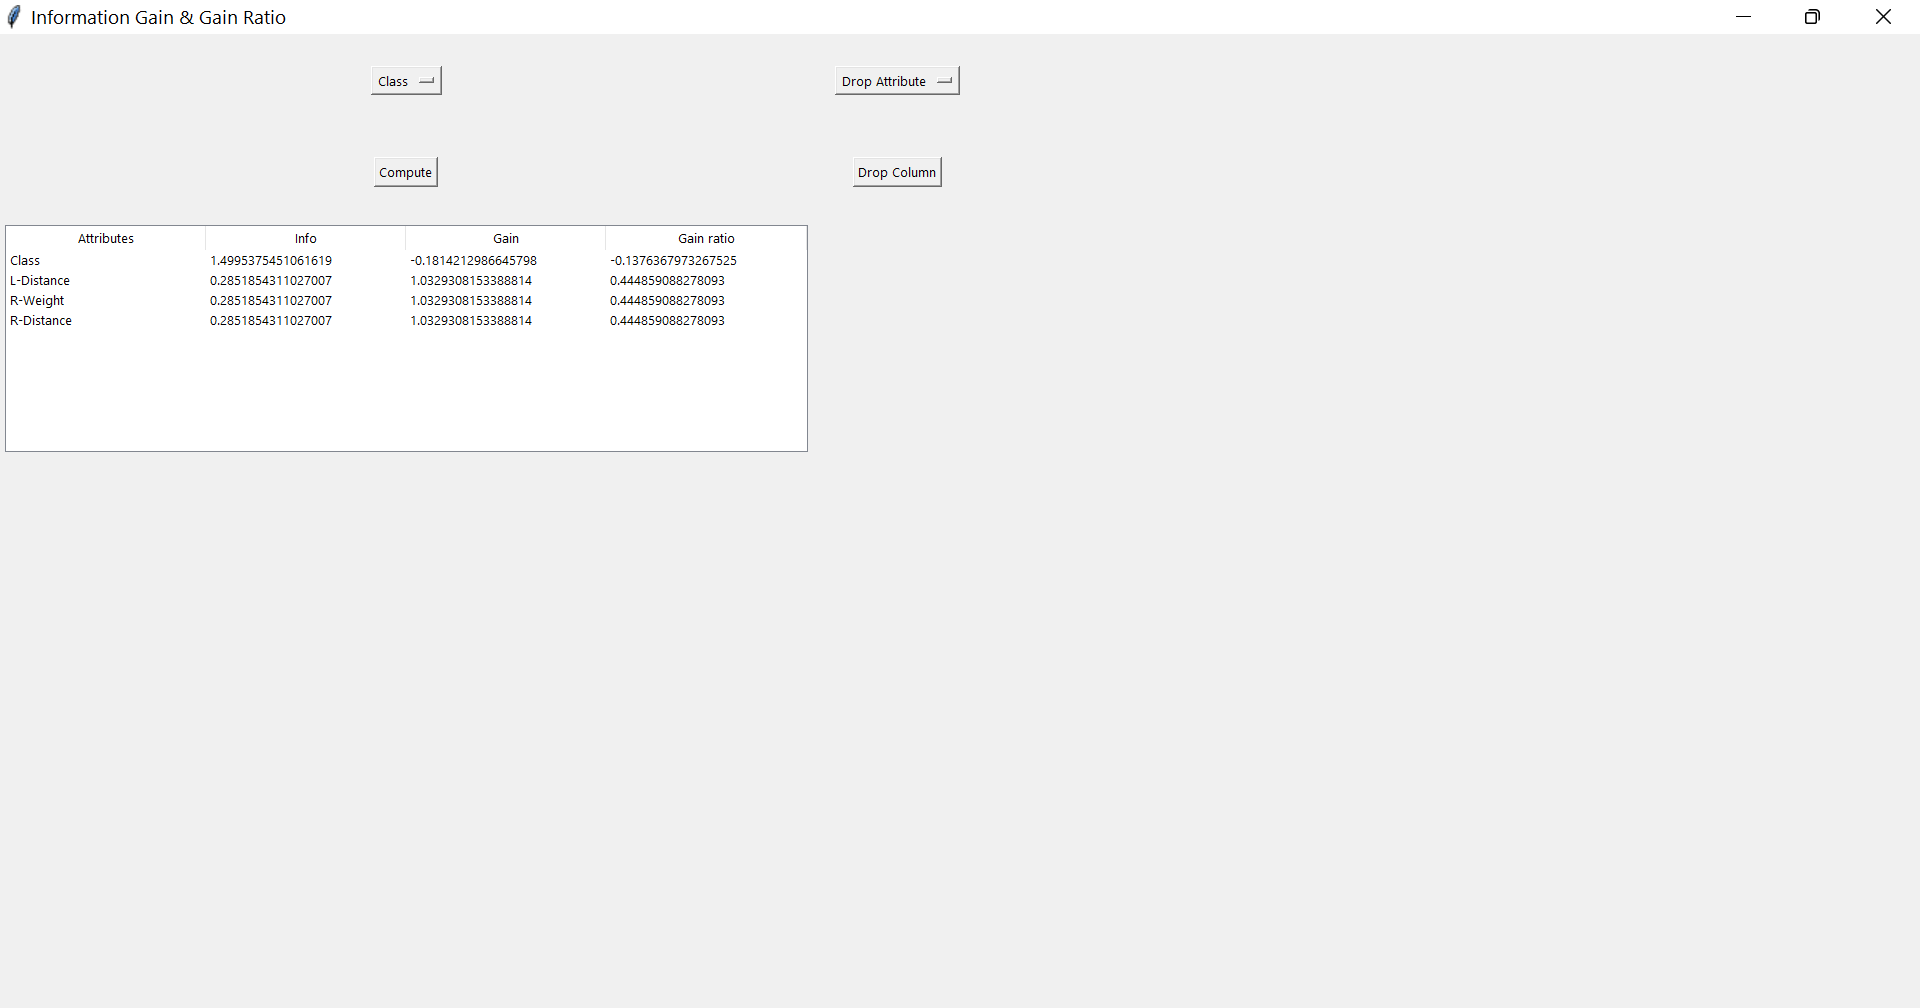 Information Gain & Gain Ratio
Class Drop Attribute
Compute Drop Column
Attributes Info Gain Gain ratio
Class 1.4995375451061619 -0.1814212986645798 -0.1376367973267525
L-Distance 0.2851854311027007 1.0329308153388814 0.444859088278093
R-Weight 0.2851854311027007 1.0329308153388814 0.444859088278093
R-Distance 0.2851854311027007 1.0329308153388814 0.444859088278093